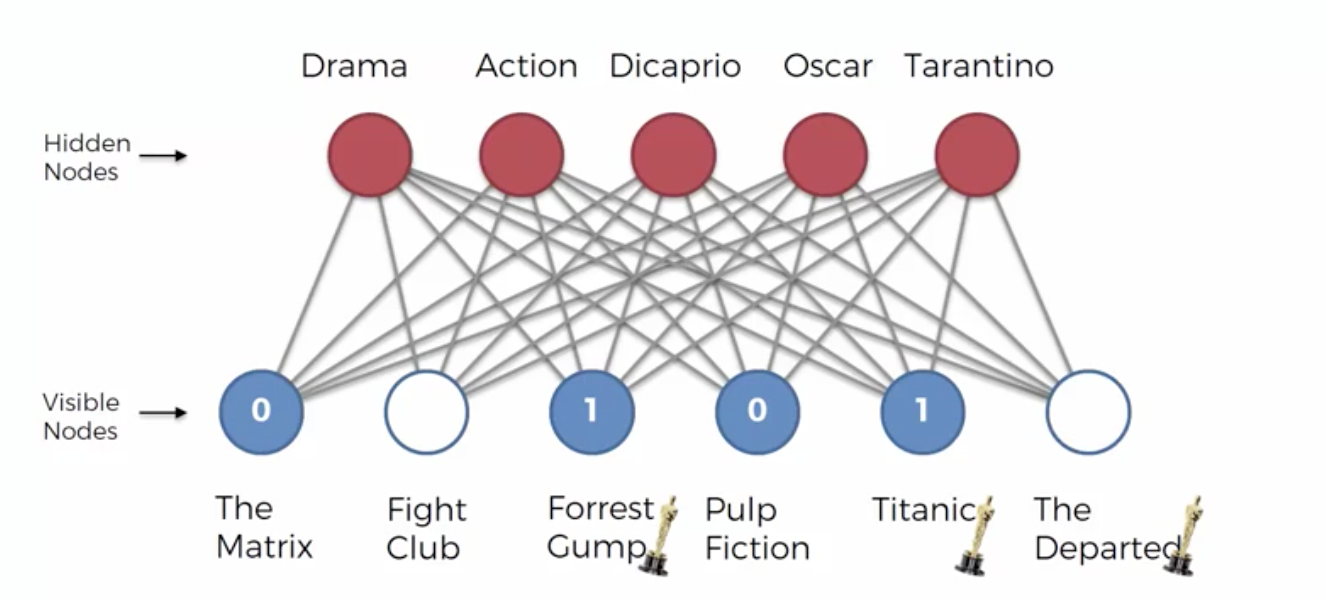 Drama Action Dicaprio Oscar Tarantino
Hidden
Nodes
0 1 0 1
Visible
Nodes
The
Matrix
Fight
Club
Forrest
Gump
Pulp
Fiction
Titanic
The
Departed